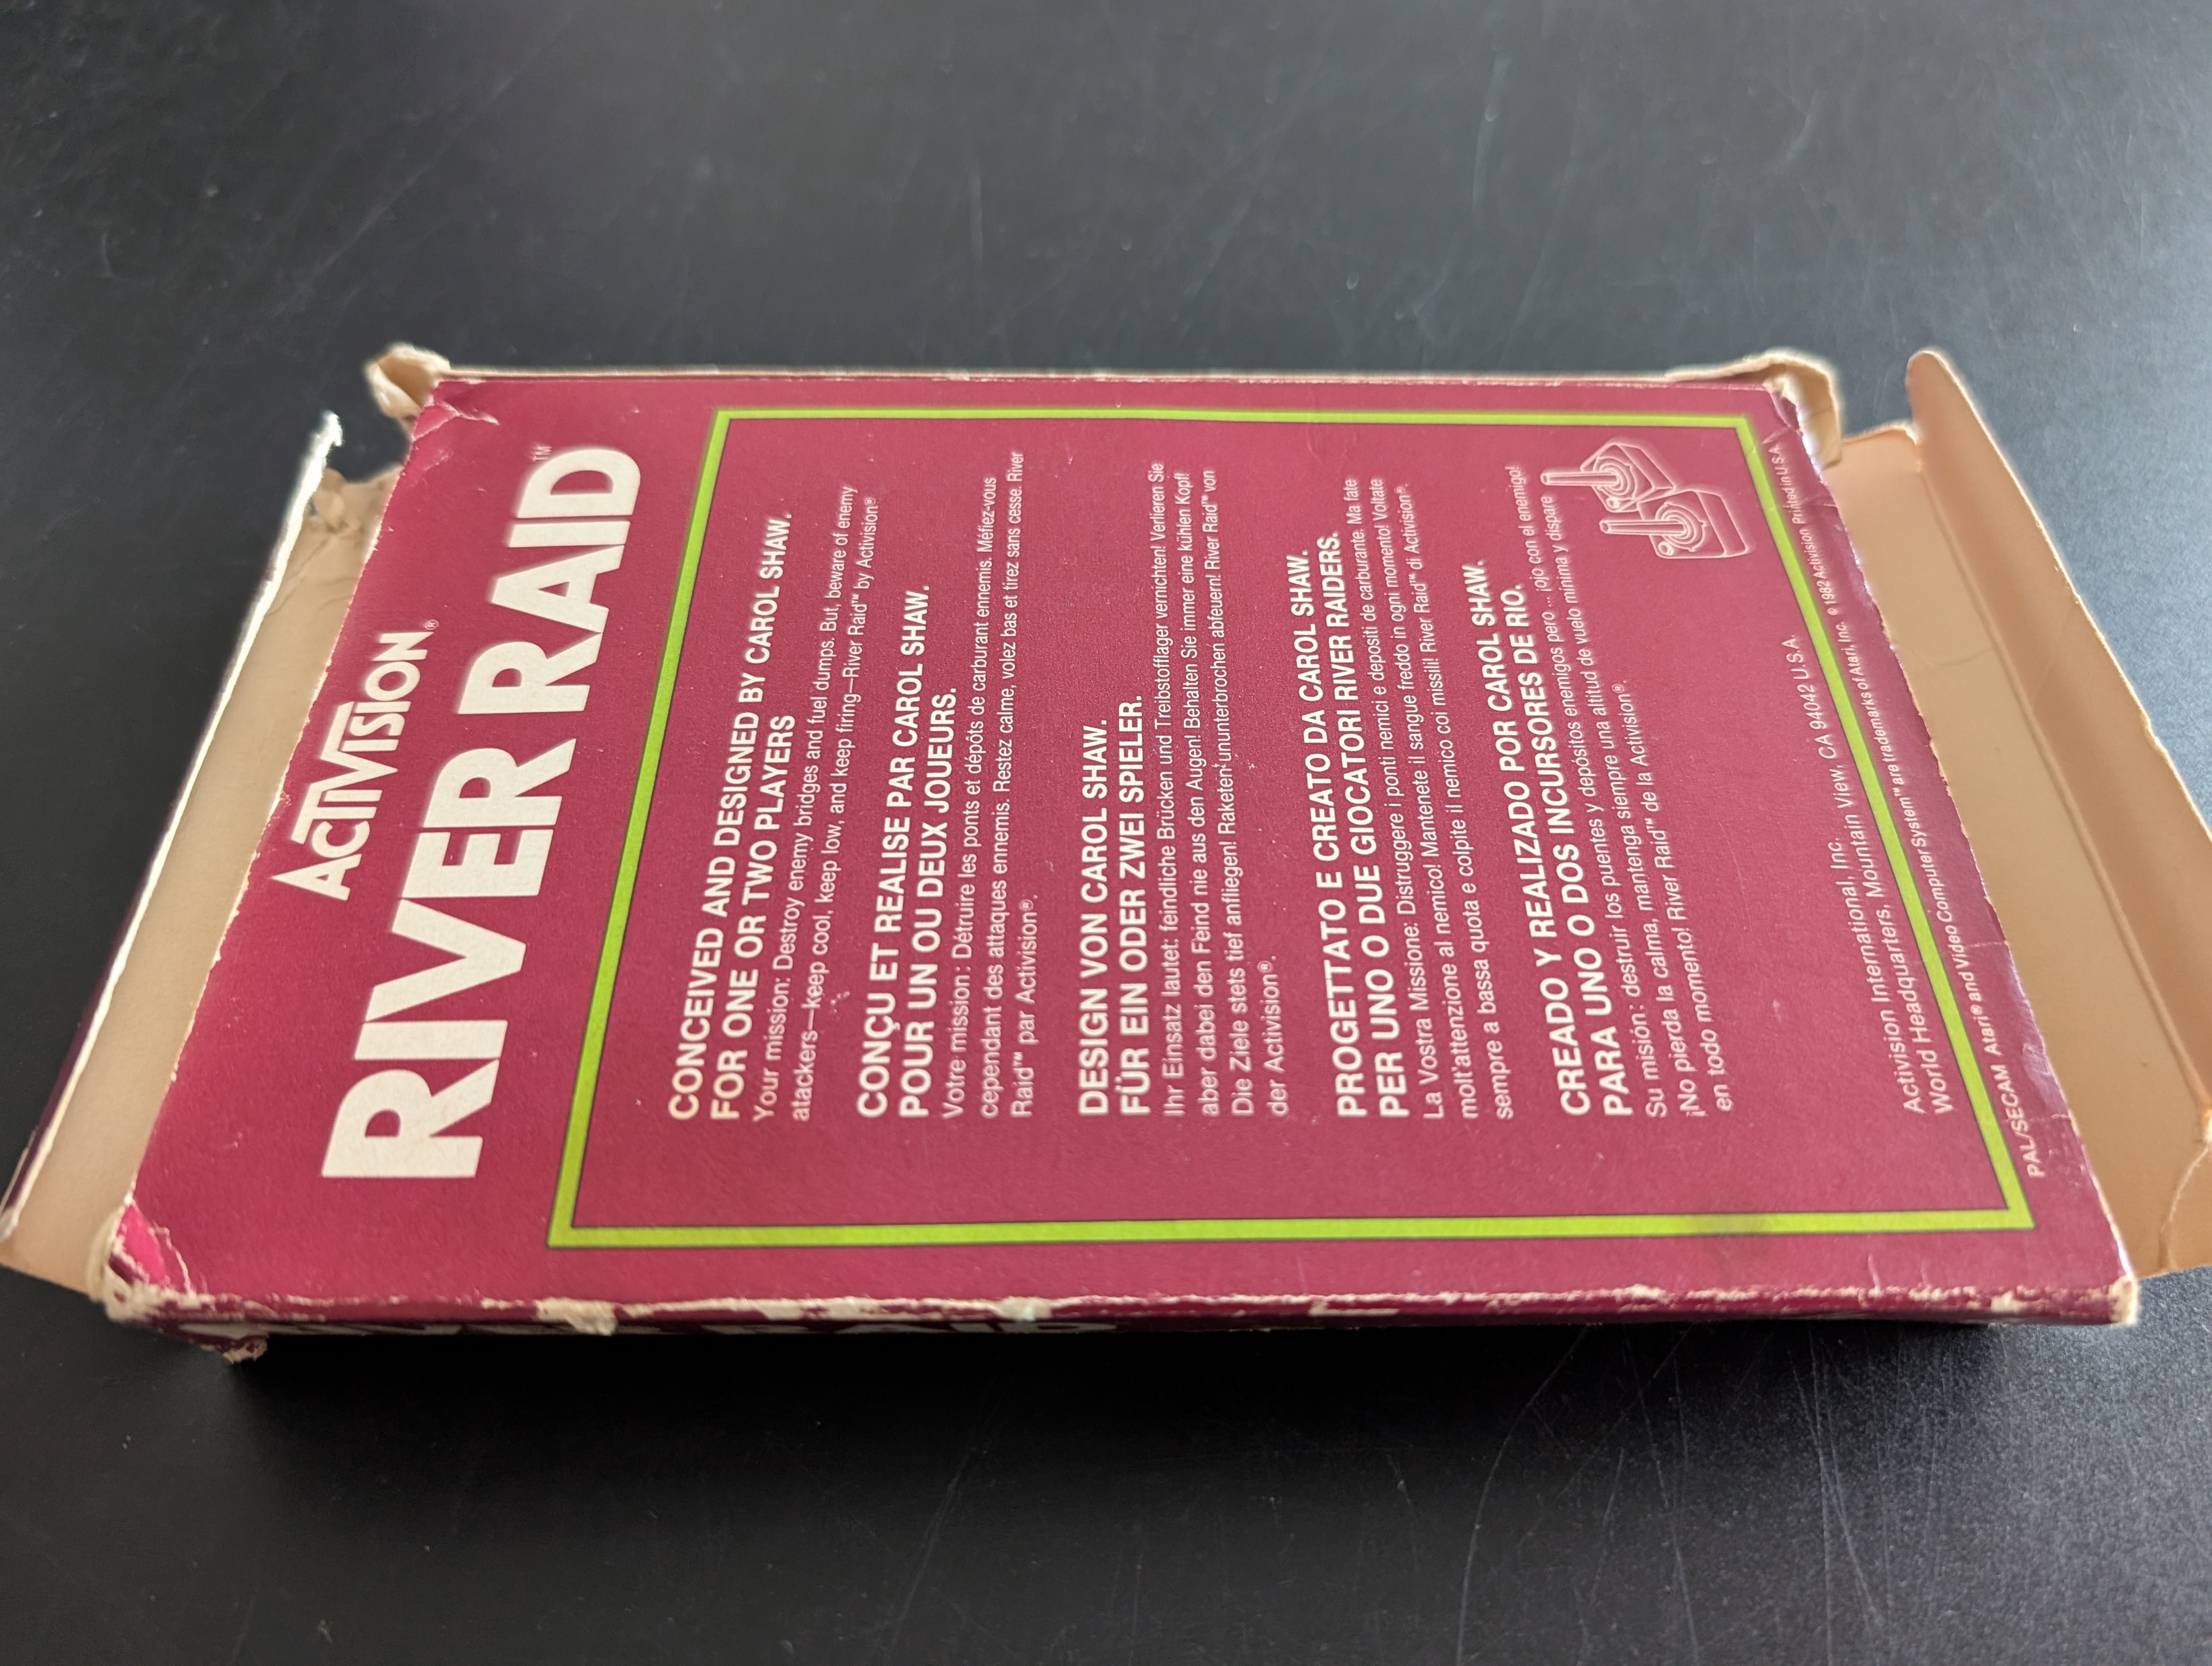 ACTIVISION®
RIVER RAID™
CONCEIVED AND DESIGNED BY CAROL SHAW.
FOR ONE OR TWO PLAYERS
Your mission: Destroy enemy bridges and fuel dumps. But, beware of enemy
attackers—keep cool, keep low, and keep firing—River Raid™ by Activision®
CONÇU ET REALISE PAR CAROL SHAW.
POUR UN OU DEUX JOUEURS.
Votre mission: Détruire les ponts et dépôts de carburant ennemis. Méfiez-vous
cependant des attaques ennemis. Restez calme, volez bas et tirez sans cesse. River
Raid™ par Activision®.
DESIGN VON CAROL SHAW.
FÜR EIN ODER ZWEI SPIELER.
Ihr Einsatz lautet: feindliche Brücken und Treibstofflager vernichten! Verlieren Sie
aber dabei den Feind nie aus den Augen! Behalten Sie immer eine kühlen Kopf!
Die Ziele stets tief anfliegen! Raketen ununterbrochen abfeuern! River Raid™ von
der Activision®.
PROGETTATO E CREATO DA CAROL SHAW.
PER UNO O DUE GIOCATORI RIVER RAIDERS.
La Vostra Missione: Distruggere i ponti nemici e depositi de carburante. Ma fate
molt'attenzione al nemico! Mantenete il sangue freddo in ogni momento! Voltate
sempre a bassa quota e colpite il nemico coi missili! River Raid™ di Activision®.
CREADO Y REALIZADO POR CAROL SHAW.
PARA UNO O DOS INCURSORES DE RIO.
Su misión: destruir los puentes y depósitos enemigos pero ... ¡ojo con el enemigo!
¡No pierda la calma, mantenga siempre una altitud de vuelo minima y dispare
en todo momento! River Raid™ de la Activision®.
Activision International, Inc.
World Headquarters, Mountain View, CA 94042 U.S.A.
PAL/SECAM Atari® and Video Computer System™ are trademarks of Atari, Inc. © 1982 Activision Printed in U.S.A.